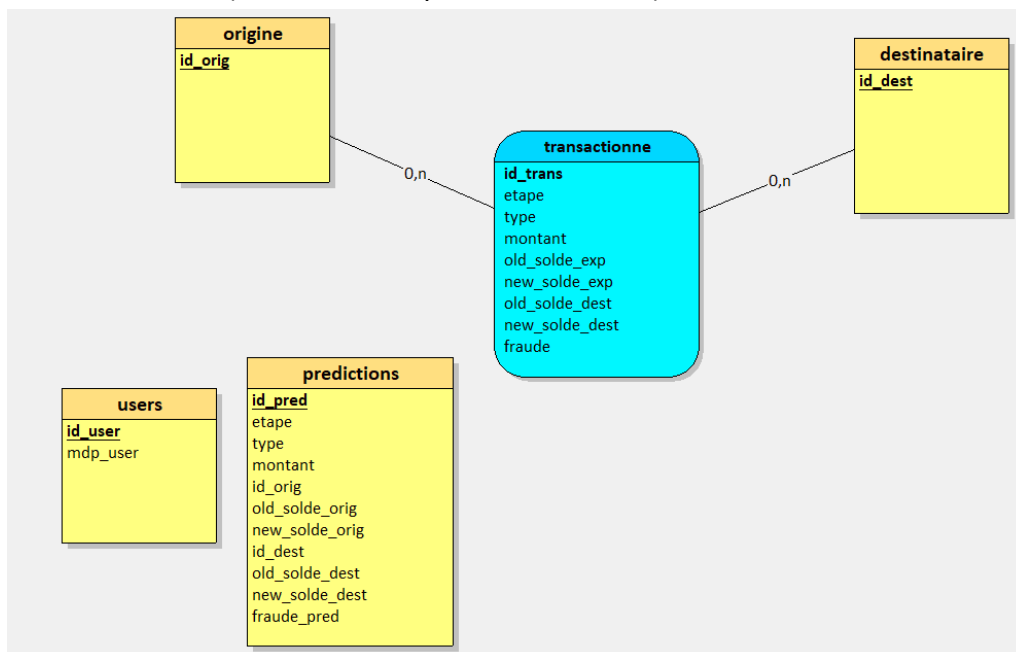 origine
id_orig
destinataire
id_dest
transactionne
id_trans
etape
type
montant
old_solde_exp
new_solde_exp
old_solde_dest
new_solde_dest
fraude
0,n
0,n
users
id_user
mdp_user
predictions
id_pred
etape
type
montant
id_orig
old_solde_orig
new_solde_orig
id_dest
old_solde_dest
new_solde_dest
fraude_pred